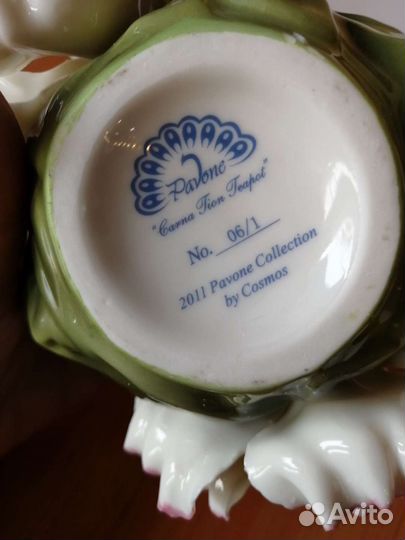 Pavone
"Carna Tion Teapot"
No. 06/1
2011 Pavone Collection
by Cosmos
Avito